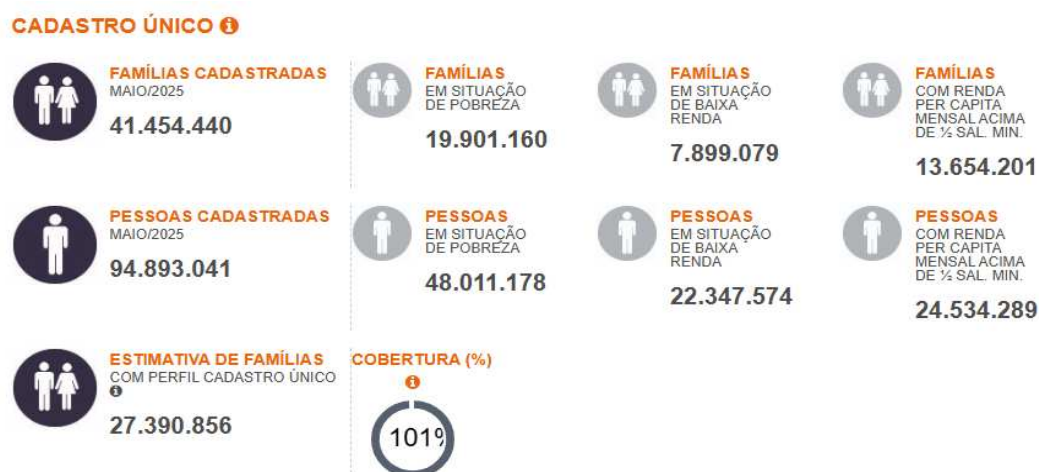 CADASTRO ÚNICO
FAMÍLIAS CADASTRADAS
MAIO/2025
41.454.440
FAMÍLIAS
EM SITUAÇÃO
DE POBREZA
19.901.160
FAMÍLIAS
EM SITUAÇÃO
DE BAIXA
RENDA
7.899.079
FAMÍLIAS
COM RENDA
PER CAPITA
MENSAL ACIMA
DE ½ SAL. MIN.
13.654.201
PESSOAS CADASTRADAS
MAIO/2025
94.893.041
PESSOAS
EM SITUAÇÃO
DE POBREZA
48.011.178
PESSOAS
EM SITUAÇÃO
DE BAIXA
RENDA
22.347.574
PESSOAS
COM RENDA
PER CAPITA
MENSAL ACIMA
DE ½ SAL. MIN.
24.534.289
ESTIMATIVA DE FAMÍLIAS
COM PERFIL CADASTRO ÚNICO
27.390.856
COBERTURA (%)
101%